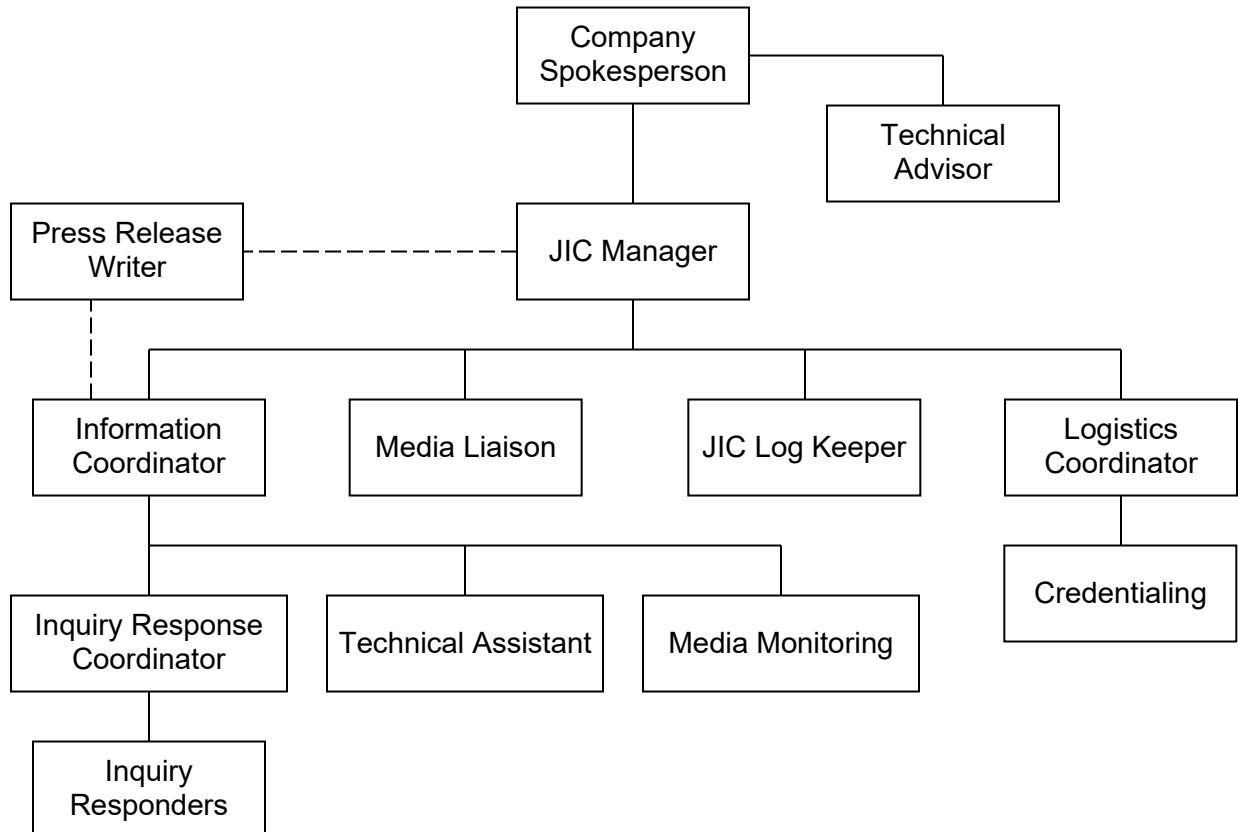 Company
Spokesperson
Technical
Advisor
Press Release
Writer
JIC Manager
Information
Coordinator
Media Liaison
JIC Log Keeper
Logistics
Coordinator
Credentialing
Inquiry Response
Coordinator
Technical Assistant
Media Monitoring
Inquiry
Responders